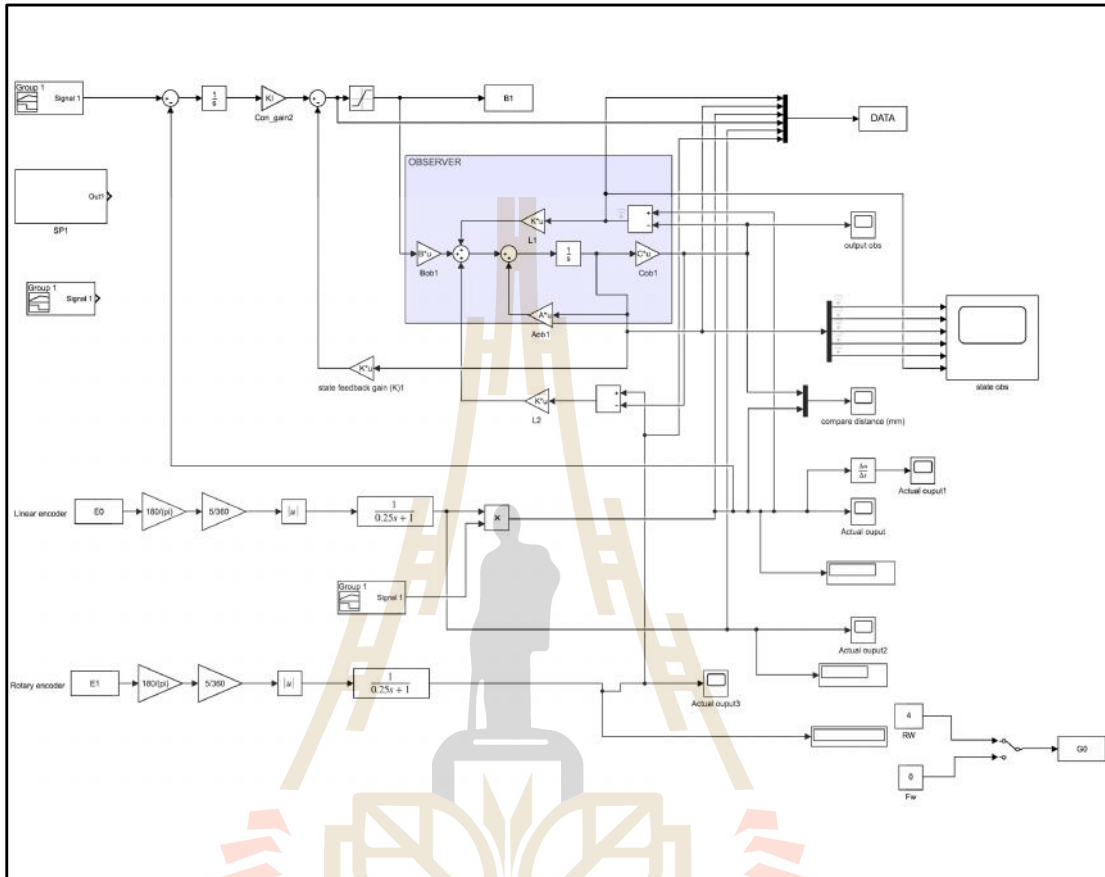 Group 1
Signal 1
1
s
KI
Con_gain2
B1
DATA
Out1
SP1
Group 1
Signal 1
OBSERVER
K*u
L1
B*u
Bob1
1
s
C*u
Cob1
A*u
Aob1
output obs
state obs
K*u
state feedback gain (K)1
K*u
L2
compare distance (mm)
Δu
Δt
Actual ouput1
Linear encoder
E0
180/(pi)
5/360
|u|
1
0.25s + 1
×
Actual ouput
Group 1
Signal 1
Actual ouput2
Rotary encoder
E1
180/(pi)
5/360
|u|
1
0.25s + 1
Actual ouput3
4
RW
0
Fw
G0